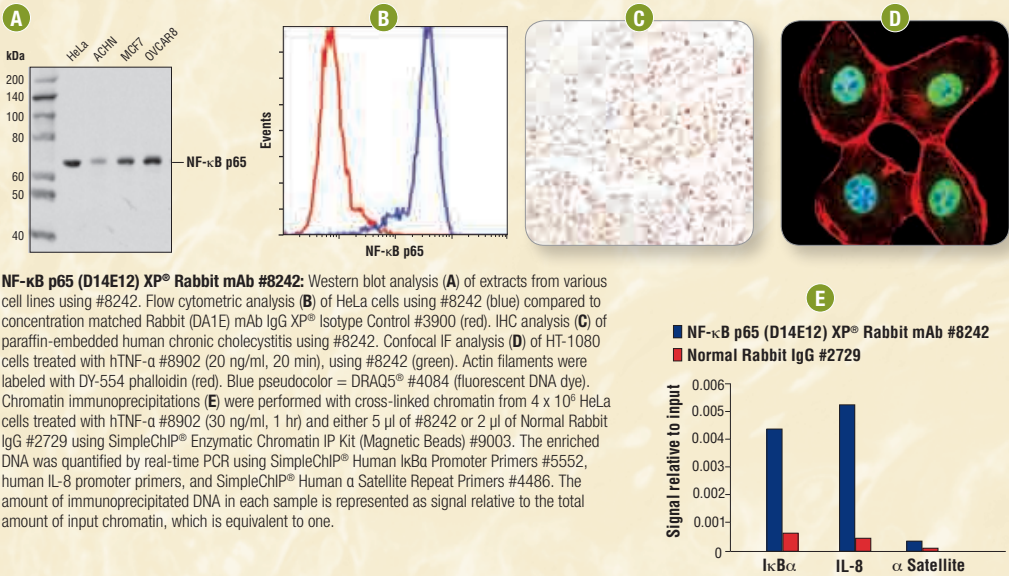 A
B
C
D
kDa
HeLa
ACHN
MCF7
OVCAR8
200
140
100
80
60
50
40
NF-κB p65
Events
NF-κB p65
NF-κB p65 (D14E12) XP® Rabbit mAb #8242: Western blot analysis (A) of extracts from various
cell lines using #8242. Flow cytometric analysis (B) of HeLa cells using #8242 (blue) compared to
concentration matched Rabbit (DA1E) mAb IgG XP® Isotype Control #3900 (red). IHC analysis (C) of
paraffin-embedded human chronic cholecystitis using #8242. Confocal IF analysis (D) of HT-1080
cells treated with hTNF-α #8902 (20 ng/ml, 20 min), using #8242 (green). Actin filaments were
labeled with DY-554 phalloidin (red). Blue pseudocolor = DRAQ5® #4084 (fluorescent DNA dye).
Chromatin immunoprecipitations (E) were performed with cross-linked chromatin from 4 x 10⁶ HeLa
cells treated with hTNF-α #8902 (30 ng/ml, 1 hr) and either 5 μl of #8242 or 2 μl of Normal Rabbit
IgG #2729 using SimpleChIP® Enzymatic Chromatin IP Kit (Magnetic Beads) #9003. The enriched
DNA was quantified by real-time PCR using SimpleChIP® Human IκBα Promoter Primers #5552,
human IL-8 promoter primers, and SimpleChIP® Human α Satellite Repeat Primers #4486. The
amount of immunoprecipitated DNA in each sample is represented as signal relative to the total
amount of input chromatin, which is equivalent to one.
E
NF-κB p65 (D14E12) XP® Rabbit mAb #8242
Normal Rabbit IgG #2729
Signal relative to input
0.006
0.005
0.004
0.003
0.002
0.001
0
IκBα
IL-8
α Satellite